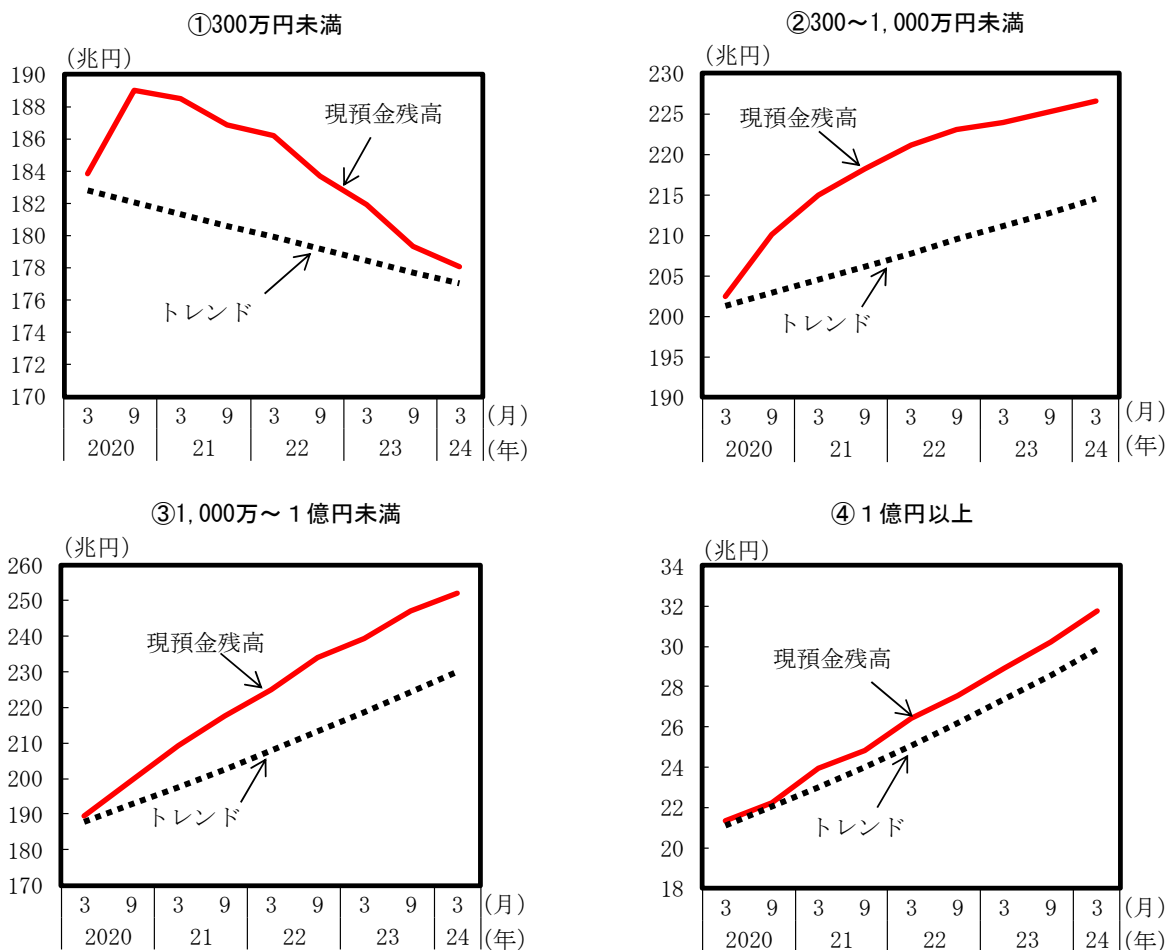 ①300万円未満
(兆円)
190
188
186
184
182
180
178
176
174
172
170
現預金残高
トレンド
3 9 3 9 3 9 3 9 3 (月)
2020 21 22 23 24 (年)
②300～1,000万円未満
(兆円)
230
225
220
215
210
205
200
195
190
現預金残高
トレンド
3 9 3 9 3 9 3 9 3 (月)
2020 21 22 23 24 (年)
③1,000万～１億円未満
(兆円)
260
250
240
230
220
210
200
190
180
170
現預金残高
トレンド
3 9 3 9 3 9 3 9 3 (月)
2020 21 22 23 24 (年)
④１億円以上
(兆円)
34
32
30
28
26
24
22
20
18
現預金残高
トレンド
3 9 3 9 3 9 3 9 3 (月)
2020 21 22 23 24 (年)